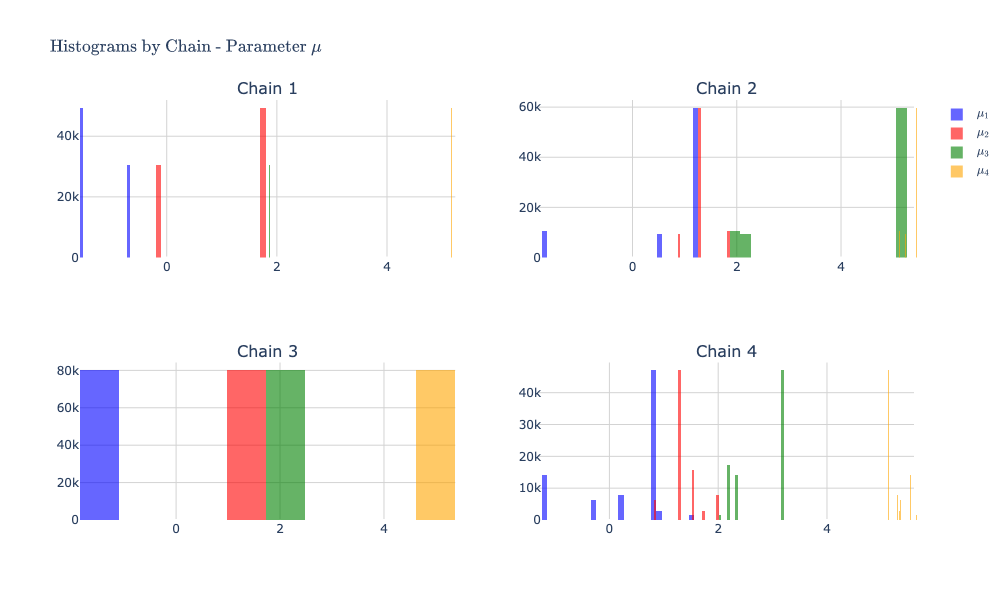 Histograms by Chain - Parameter μ
Chain 1
40k
20k
0
0 2 4
Chain 2
60k
40k
20k
0
0 2 4
μ₁
μ₂
μ₃
μ₄
Chain 3
80k
60k
40k
20k
0
0 2 4
Chain 4
40k
30k
20k
10k
0
0 2 4